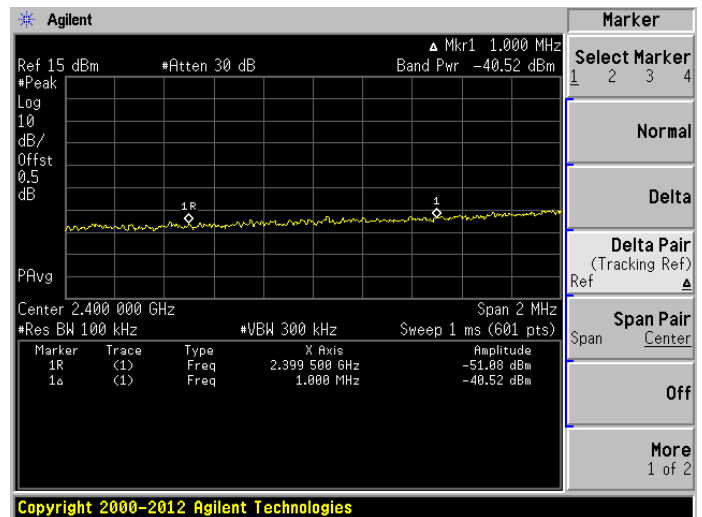 Agilent
Marker
Δ Mkr1 1.000 MHz
Ref 15 dBm #Atten 30 dB Band Pwr -40.52 dBm
#Peak
Log
10
dB/
Offst
0.5
dB
1R
1
PAvg
Center 2.400 000 GHz Span 2 MHz
#Res BW 100 kHz #VBW 300 kHz Sweep 1 ms (601 pts)
Marker Trace Type X Axis Amplitude
1R (1) Freq 2.399 500 GHz -51.08 dBm
1Δ (1) Freq 1.000 MHz -40.52 dBm
Select Marker
1 2 3 4
Normal
Delta
Delta Pair
(Tracking Ref)
Ref Δ
Span Pair
Span Center
Off
More
1 of 2
Copyright 2000-2012 Agilent Technologies